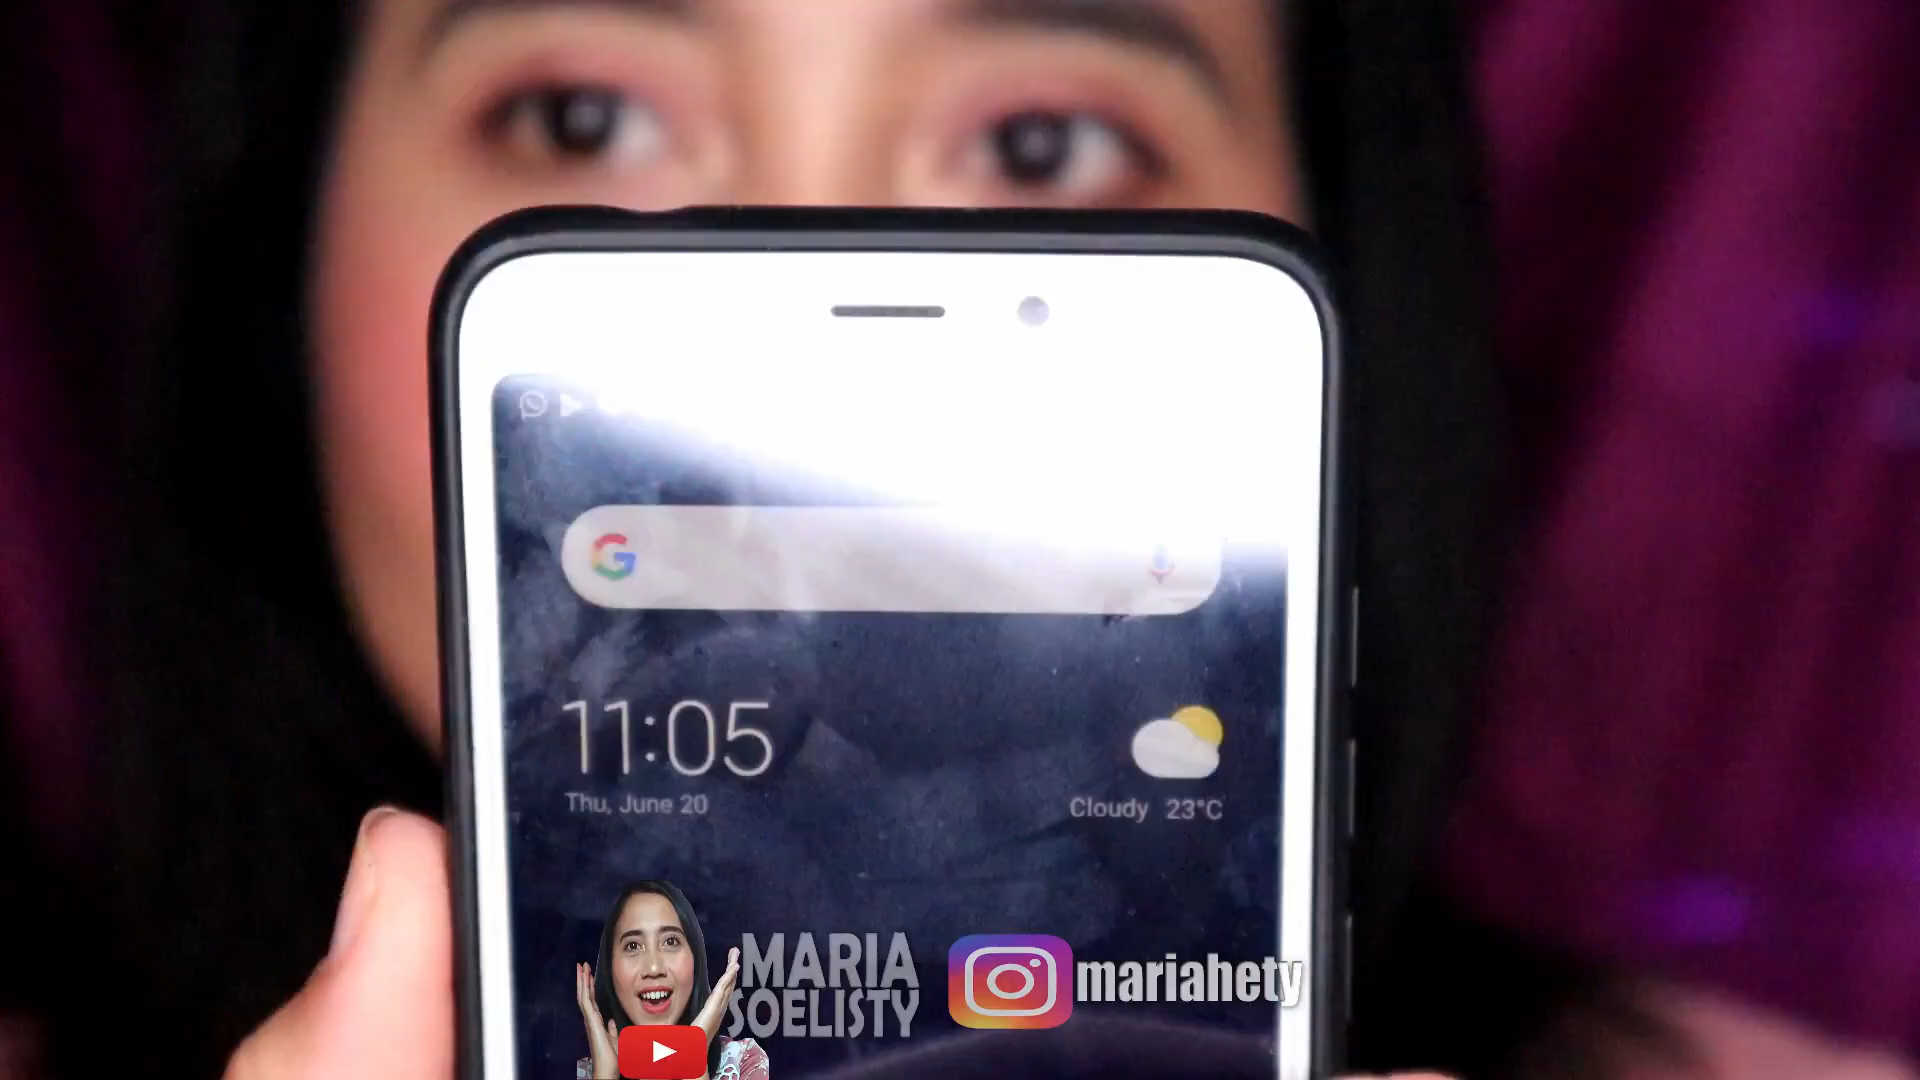 11:05
Thu, June 20
Cloudy 23°C
MARIA
SOELISTY
mariahety